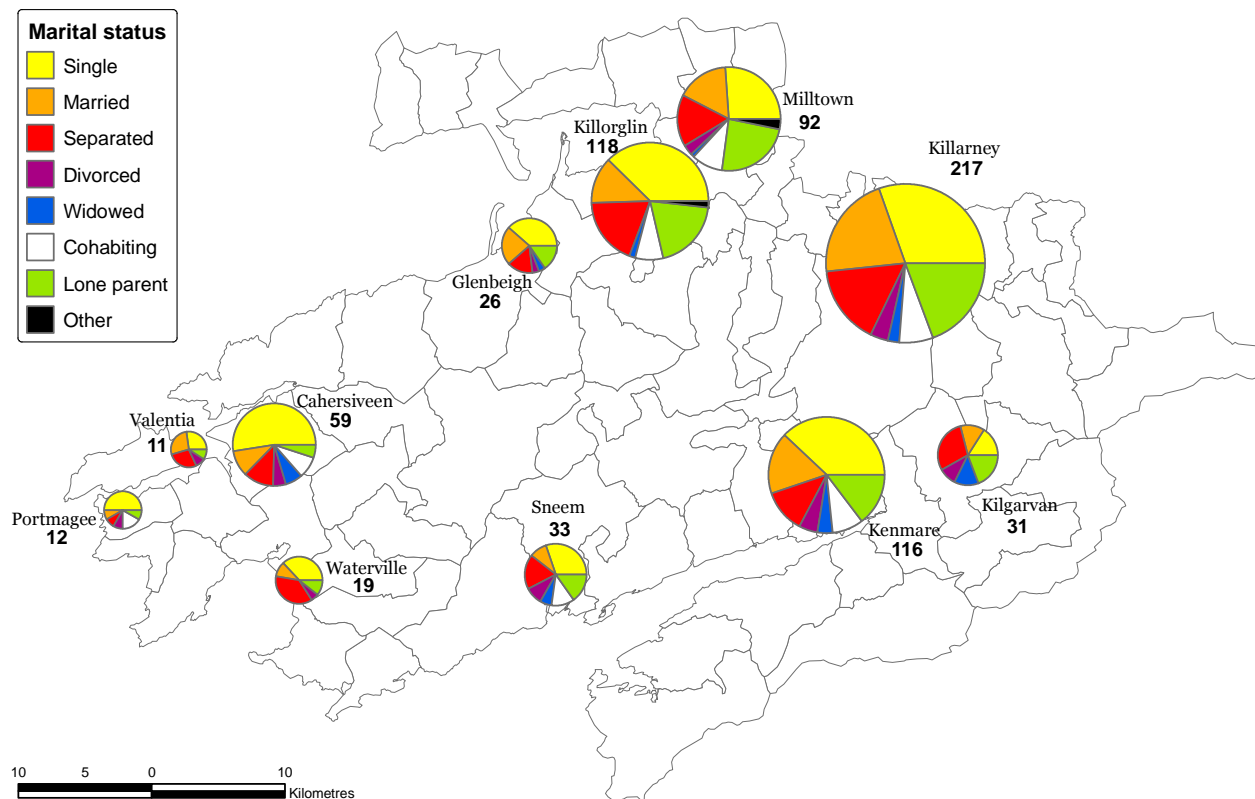 Marital status
Single
Married
Separated
Divorced
Widowed
Cohabiting
Lone parent
Other
Milltown
92
Killorglin
118
Killarney
217
Glenbeigh
26
Cahersiveen
59
Valentia
11
Portmagee
12
Sneem
33
Kenmare
116
Kilgarvan
31
Waterville
19
10 5 0 10
Kilometres